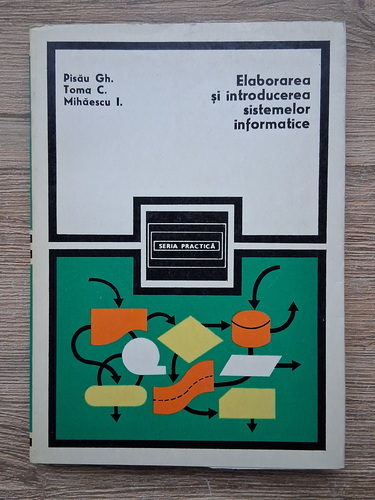 Pisău Gh.
Toma C.
Mihăescu I.
Elaborarea
și introducerea
sistemelor
informatice
SERIA PRACTICĂ